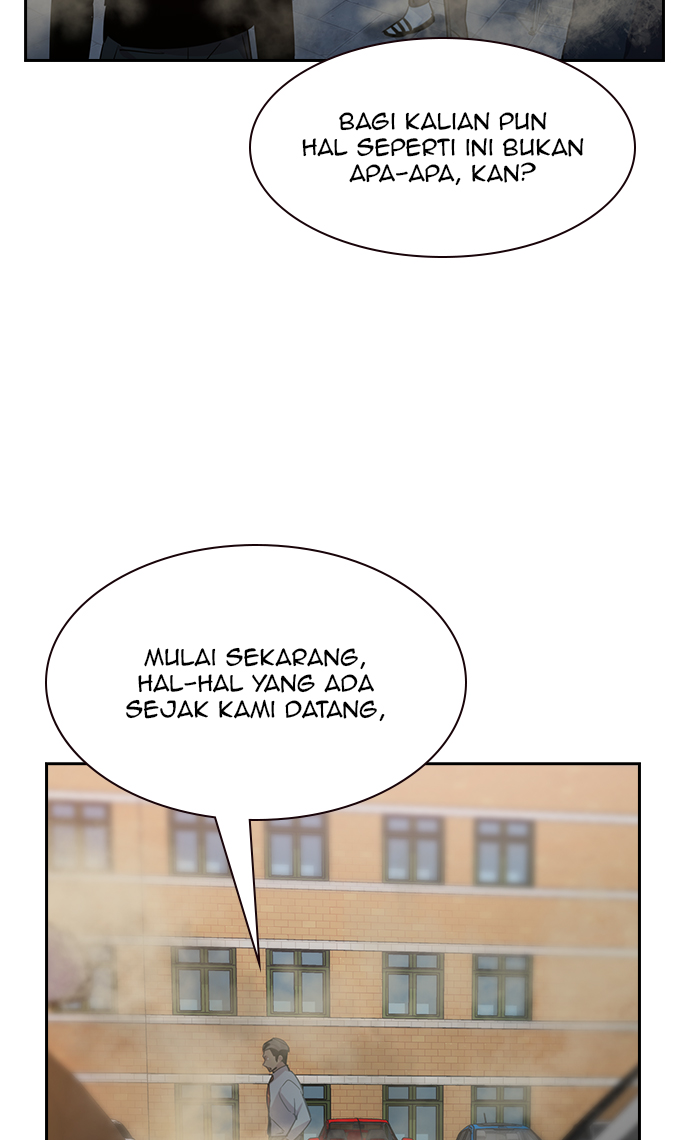 BAGI KALIAN PUN
HAL SEPERTI INI BUKAN
APA-APA, KAN?
MULAI SEKARANG,
HAL-HAL YANG ADA
SEJAK KAMI DATANG,